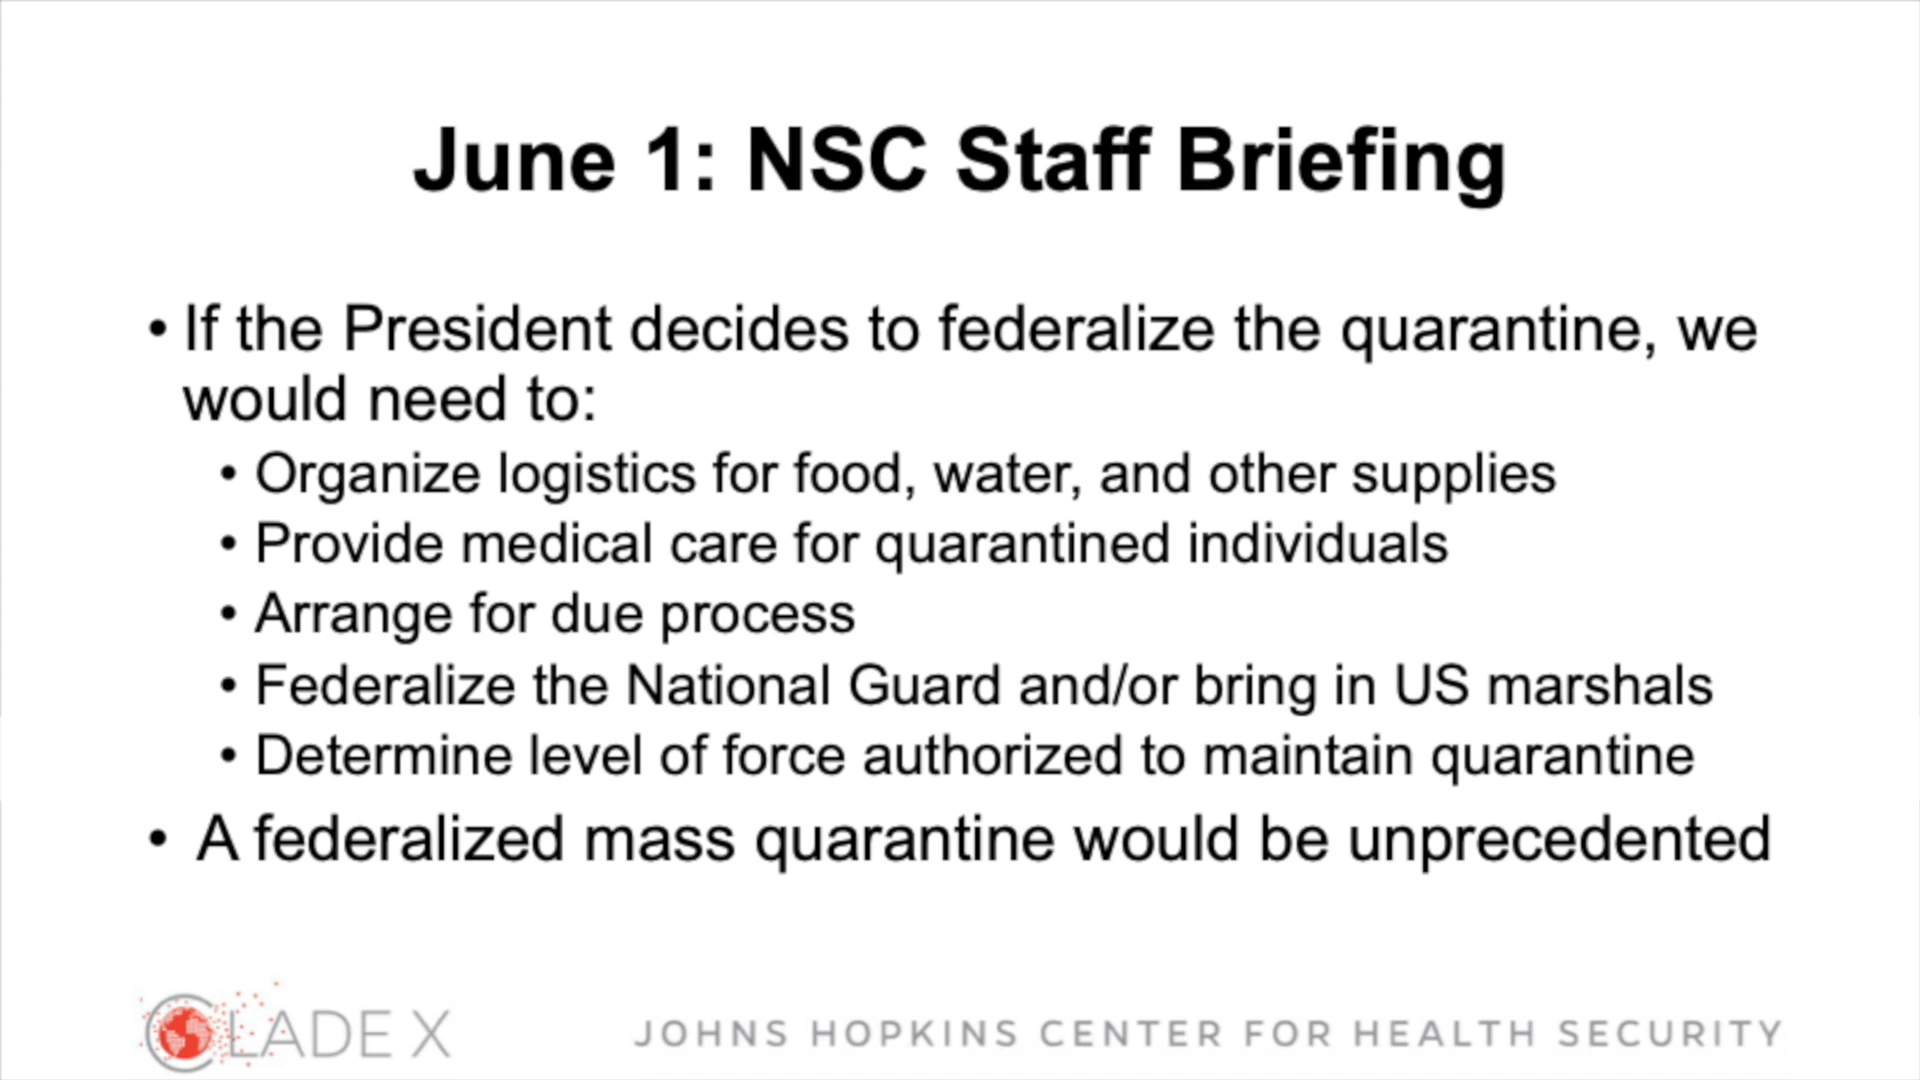 June 1: NSC Staff Briefing
• If the President decides to federalize the quarantine, we
would need to:
• Organize logistics for food, water, and other supplies
• Provide medical care for quarantined individuals
• Arrange for due process
• Federalize the National Guard and/or bring in US marshals
• Determine level of force authorized to maintain quarantine
• A federalized mass quarantine would be unprecedented
CLADE X
JOHNS HOPKINS CENTER FOR HEALTH SECURITY